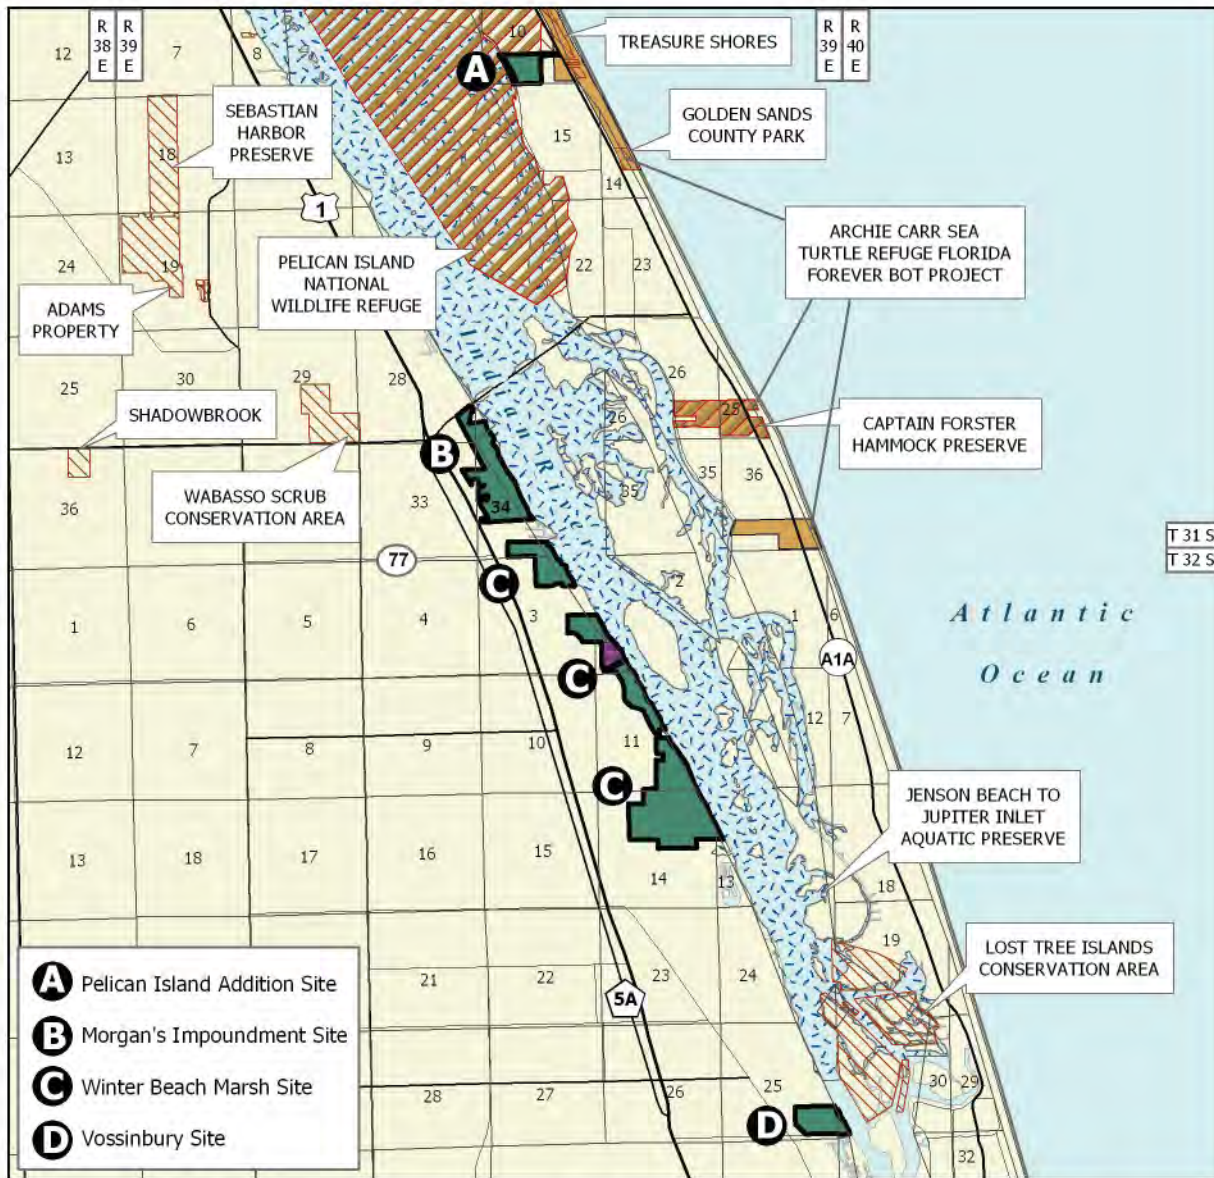 R
38
E
R
39
E
R
39
E
R
40
E
12
7
8
10
TREASURE SHORES
A
SEBASTIAN
HARBOR
PRESERVE
GOLDEN SANDS
COUNTY PARK
13
18
15
14
1
ARCHIE CARR SEA
TURTLE REFUGE FLORIDA
FOREVER BOT PROJECT
PELICAN ISLAND
NATIONAL
WILDLIFE REFUGE
24
19
22
23
ADAMS
PROPERTY
25
30
29
28
26
26
25
SHADOWBROOK
CAPTAIN FORSTER
HAMMOCK PRESERVE
Indian R
B
WABASSO SCRUB
CONSERVATION AREA
36
33
34
35
35
36
T 31 S
T 32 S
77
C
2
1
6
5
4
3
1
6
Atlantic
Ocean
A1A
C
12
7
8
9
10
11
12
7
C
JENSON BEACH TO
JUPITER INLET
AQUATIC PRESERVE
13
18
17
16
15
14
13
18
19
LOST TREE ISLANDS
CONSERVATION AREA
21
22
23
24
5A
A Pelican Island Addition Site
B Morgan's Impoundment Site
C Winter Beach Marsh Site
D Vossinbury Site
28
27
26
25
30
29
D
32